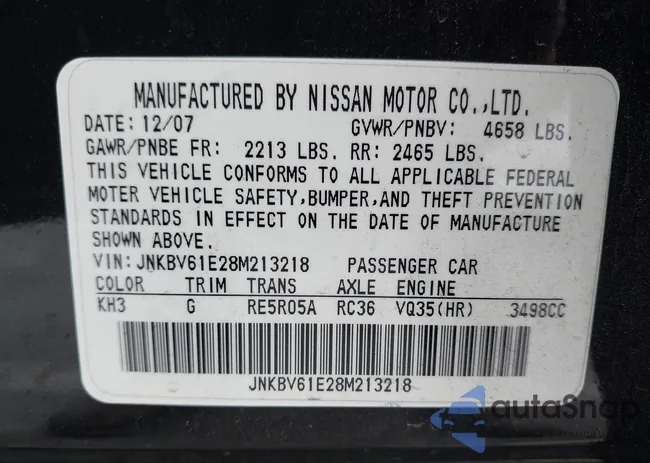 MANUFACTURED BY NISSAN MOTOR CO.,LTD.
DATE: 12/07 GVWR/PNBV: 4658 LBS.
GAWR/PNBE FR: 2213 LBS. RR: 2465 LBS.
THIS VEHICLE CONFORMS TO ALL APPLICABLE FEDERAL
MOTER VEHICLE SAFETY,BUMPER,AND THEFT PREVENTION
STANDARDS IN EFFECT ON THE DATE OF MANUFACTURE
SHOWN ABOVE.
VIN: JNKBV61E28M213218 PASSENGER CAR
COLOR TRIM TRANS AXLE ENGINE
KH3 G RE5R05A RC36 VQ35(HR) 3498CC
JNKBV61E28M213218
autoSnap